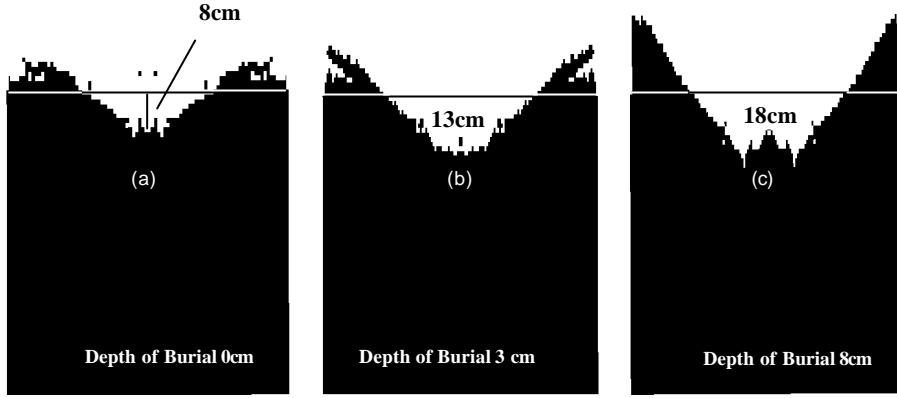 8cm
13cm
18cm
(a)
(b)
(c)
Depth of Burial 0cm
Depth of Burial 3 cm
Depth of Burial 8cm